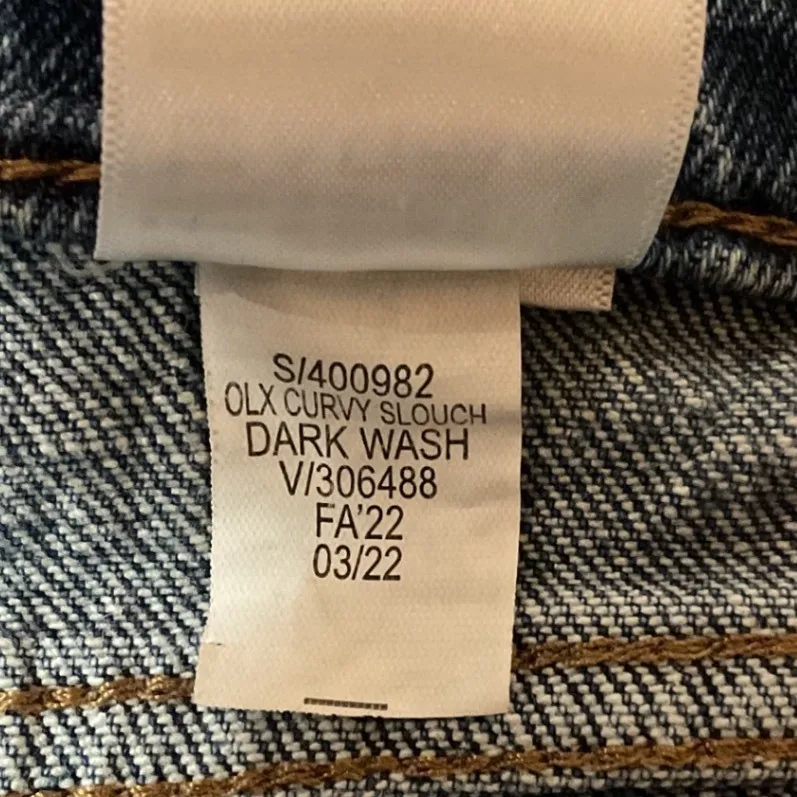 S/400982
OLX CURVY SLOUCH
DARK WASH
V/306488
FA'22
03/22